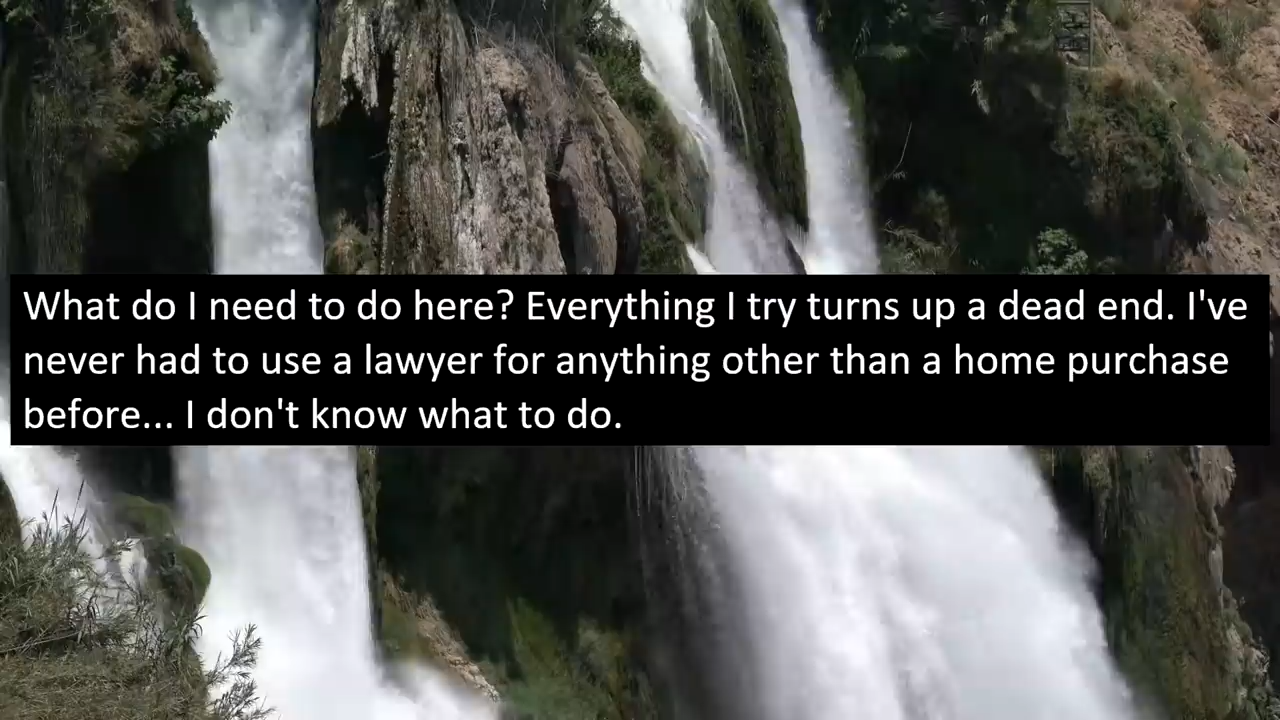 What do I need to do here? Everything I try turns up a dead end. I've
never had to use a lawyer for anything other than a home purchase
before... I don't know what to do.